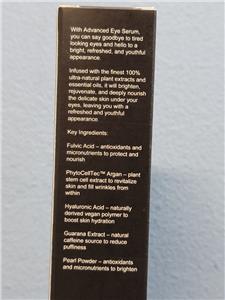 With Advanced Eye Serum,
you can say goodbye to tired
looking eyes and hello to a
bright, refreshed, and youthful
appearance.
Infused with the finest 100%
ultra-natural plant extracts and
essential oils, it will brighten,
rejuvenate, and deeply nourish
the delicate skin under your
eyes, leaving you with a
refreshed and youthful
appearance.
Key Ingredients:
Fulvic Acid – antioxidants and
micronutrients to protect and
nourish
PhytoCellTec™ Argan – plant
stem cell extract to revitalize
skin and fill wrinkles from
within
Hyaluronic Acid – naturally
derived vegan polymer to
boost skin hydration
Guarana Extract – natural
caffeine source to reduce
puffiness
Pearl Powder – antioxidants
and micronutrients to brighten